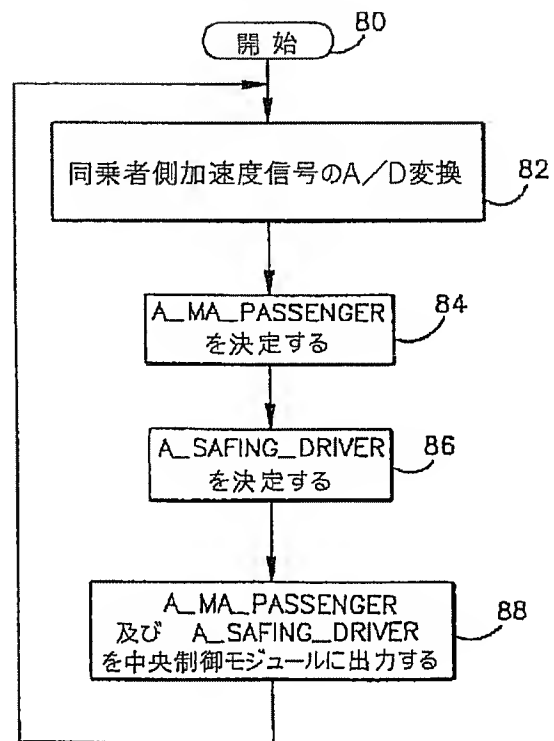 開始
80
同乗者側加速度信号のA／D変換
82
A_MA_PASSENGER
を決定する
84
A_SAFING_DRIVER
を決定する
86
A_MA_PASSENGER
及び A_SAFING_DRIVER
を中央制御モジュールに出力する
88